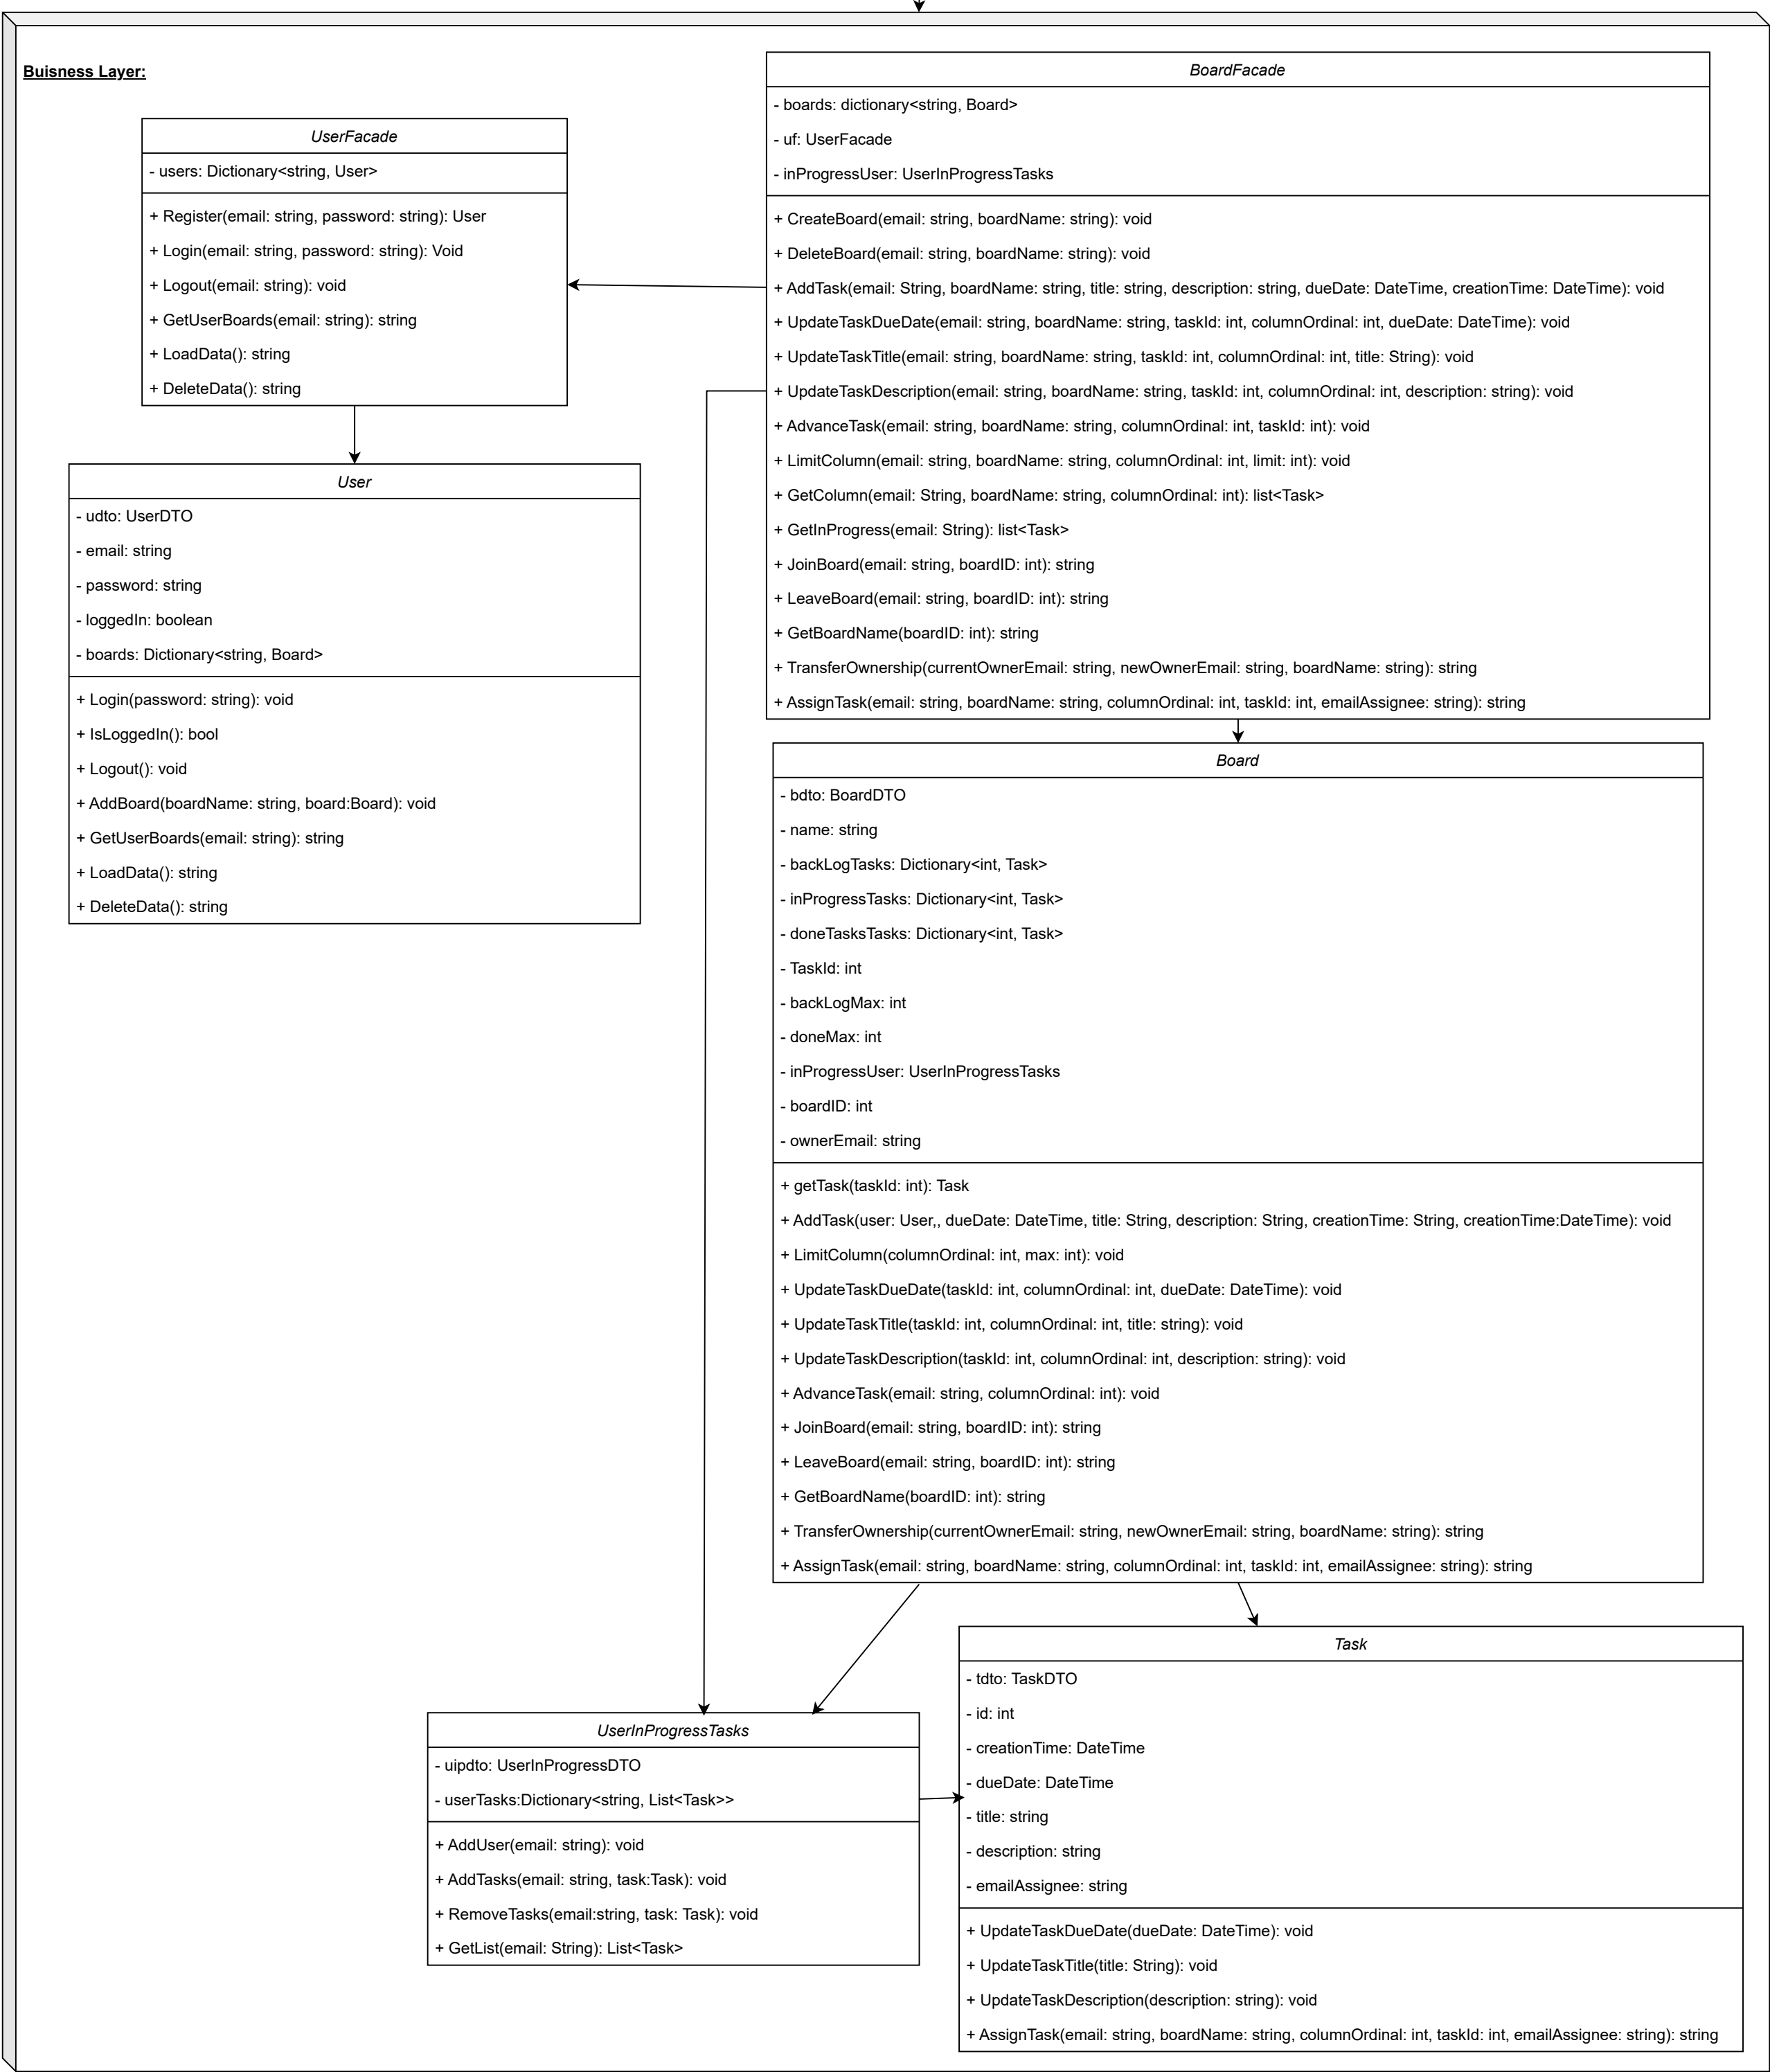 Buisness Layer:
UserFacade
- users: Dictionary<string, User>
+ Register(email: string, password: string): User
+ Login(email: string, password: string): Void
+ Logout(email: string): void
+ GetUserBoards(email: string): string
+ LoadData(): string
+ DeleteData(): string
User
- udto: UserDTO
- email: string
- password: string
- loggedIn: boolean
- boards: Dictionary<string, Board>
+ Login(password: string): void
+ IsLoggedIn(): bool
+ Logout(): void
+ AddBoard(boardName: string, board:Board): void
+ GetUserBoards(email: string): string
+ LoadData(): string
+ DeleteData(): string
BoardFacade
- boards: dictionary<string, Board>
- uf: UserFacade
- inProgressUser: UserInProgressTasks
+ CreateBoard(email: string, boardName: string): void
+ DeleteBoard(email: string, boardName: string): void
+ AddTask(email: String, boardName: string, title: string, description: string, dueDate: DateTime, creationTime: DateTime): void
+ UpdateTaskDueDate(email: string, boardName: string, taskId: int, columnOrdinal: int, dueDate: DateTime): void
+ UpdateTaskTitle(email: string, boardName: string, taskId: int, columnOrdinal: int, title: String): void
+ UpdateTaskDescription(email: string, boardName: string, taskId: int, columnOrdinal: int, description: string): void
+ AdvanceTask(email: string, boardName: string, columnOrdinal: int, taskId: int): void
+ LimitColumn(email: string, boardName: string, columnOrdinal: int, limit: int): void
+ GetColumn(email: String, boardName: string, columnOrdinal: int): list<Task>
+ GetInProgress(email: String): list<Task>
+ JoinBoard(email: string, boardID: int): string
+ LeaveBoard(email: string, boardID: int): string
+ GetBoardName(boardID: int): string
+ TransferOwnership(currentOwnerEmail: string, newOwnerEmail: string, boardName: string): string
+ AssignTask(email: string, boardName: string, columnOrdinal: int, taskId: int, emailAssignee: string): string
Board
- bdto: BoardDTO
- name: string
- backLogTasks: Dictionary<int, Task>
- inProgressTasks: Dictionary<int, Task>
- doneTasksTasks: Dictionary<int, Task>
- TaskId: int
- backLogMax: int
- doneMax: int
- inProgressUser: UserInProgressTasks
- boardID: int
- ownerEmail: string
+ getTask(taskId: int): Task
+ AddTask(user: User,, dueDate: DateTime, title: String, description: String, creationTime: String, creationTime:DateTime): void
+ LimitColumn(columnOrdinal: int, max: int): void
+ UpdateTaskDueDate(taskId: int, columnOrdinal: int, dueDate: DateTime): void
+ UpdateTaskTitle(taskId: int, columnOrdinal: int, title: string): void
+ UpdateTaskDescription(taskId: int, columnOrdinal: int, description: string): void
+ AdvanceTask(email: string, columnOrdinal: int): void
+ JoinBoard(email: string, boardID: int): string
+ LeaveBoard(email: string, boardID: int): string
+ GetBoardName(boardID: int): string
+ TransferOwnership(currentOwnerEmail: string, newOwnerEmail: string, boardName: string): string
+ AssignTask(email: string, boardName: string, columnOrdinal: int, taskId: int, emailAssignee: string): string
UserInProgressTasks
- uipdto: UserInProgressDTO
- userTasks:Dictionary<string, List<Task>>
+ AddUser(email: string): void
+ AddTasks(email: string, task:Task): void
+ RemoveTasks(email:string, task: Task): void
+ GetList(email: String): List<Task>
Task
- tdto: TaskDTO
- id: int
- creationTime: DateTime
- dueDate: DateTime
- title: string
- description: string
- emailAssignee: string
+ UpdateTaskDueDate(dueDate: DateTime): void
+ UpdateTaskTitle(title: String): void
+ UpdateTaskDescription(description: string): void
+ AssignTask(email: string, boardName: string, columnOrdinal: int, taskId: int, emailAssignee: string): string